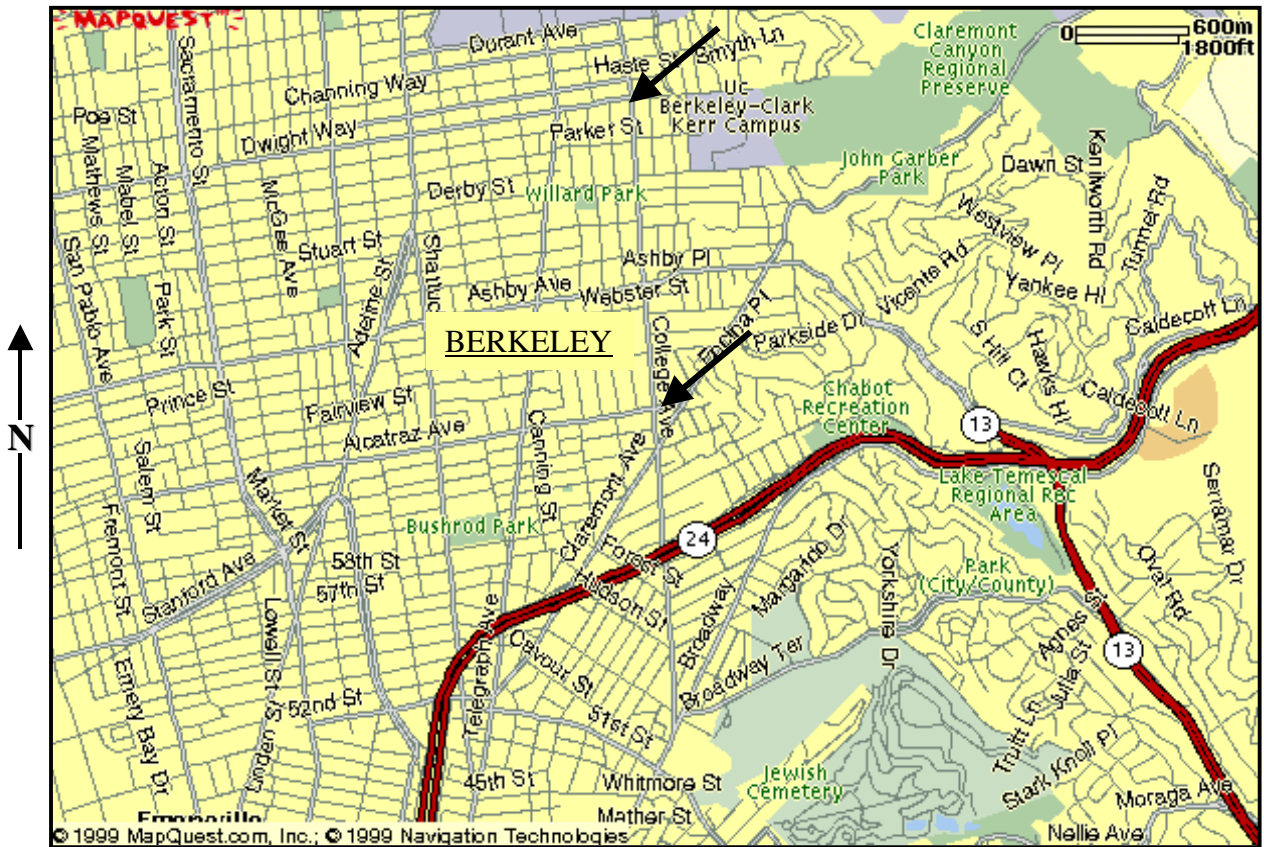 MAPQUEST
Durant Ave
Claremont
Canyon
Regional
Preserve
0 600m
1800ft
Sacramento St
Haste St
Smyth Ln
Channing Way
Uc
Berkeley-Clark
Kerr Campus
Poe St
Dwight Way
Parker St
John Garber
Park
Dawn St
Kenilworth Rd
Mathews St
Mabel St
Acton St
McGee Ave
Derby St
Willard Park
Westview Pl
Tunnel Rd
San Pablo Ave
Park St
Stuart St
Adeline St
Shattuc
Ashby Pl
Vicente Rd
Yankee Hl
Ashby Ave
Webster St
Encina Pl
Parkside Dr
S Hill Ct
Hawks Hl
Caldecott Ln
BERKELEY
College Ave
Prince St
Fairview St
Chabot
Recreation
Center
13
Caldecott Ln
N
Alcatraz Ave
Canning St
Claremont Ave
Salem St
Market St
Lake Temescal
Regional Rec
Area
Serramar Dr
Fremont St
Bushrod Park
24
Forest St
Margarido Dr
Yorkshire Dr
Stanford Ave
58th St
57th St
Hudson St
Park
(City/County)
Oval Rd
Lowell St
Telegraph Ave
Cavour St
Broadway
Agnes St
13
Emery Bay Dr
Linden St
52nd St
51st St
Broadway Ter
Julia St
Truitt Ln
45th St
Whitmore St
Jewish
Cemetery
Stark Knoll Pl
Moraga Ave
Emeryville
Mather St
Nellie Ave
© 1999 MapQuest.com, Inc.; © 1999 Navigation Technologies